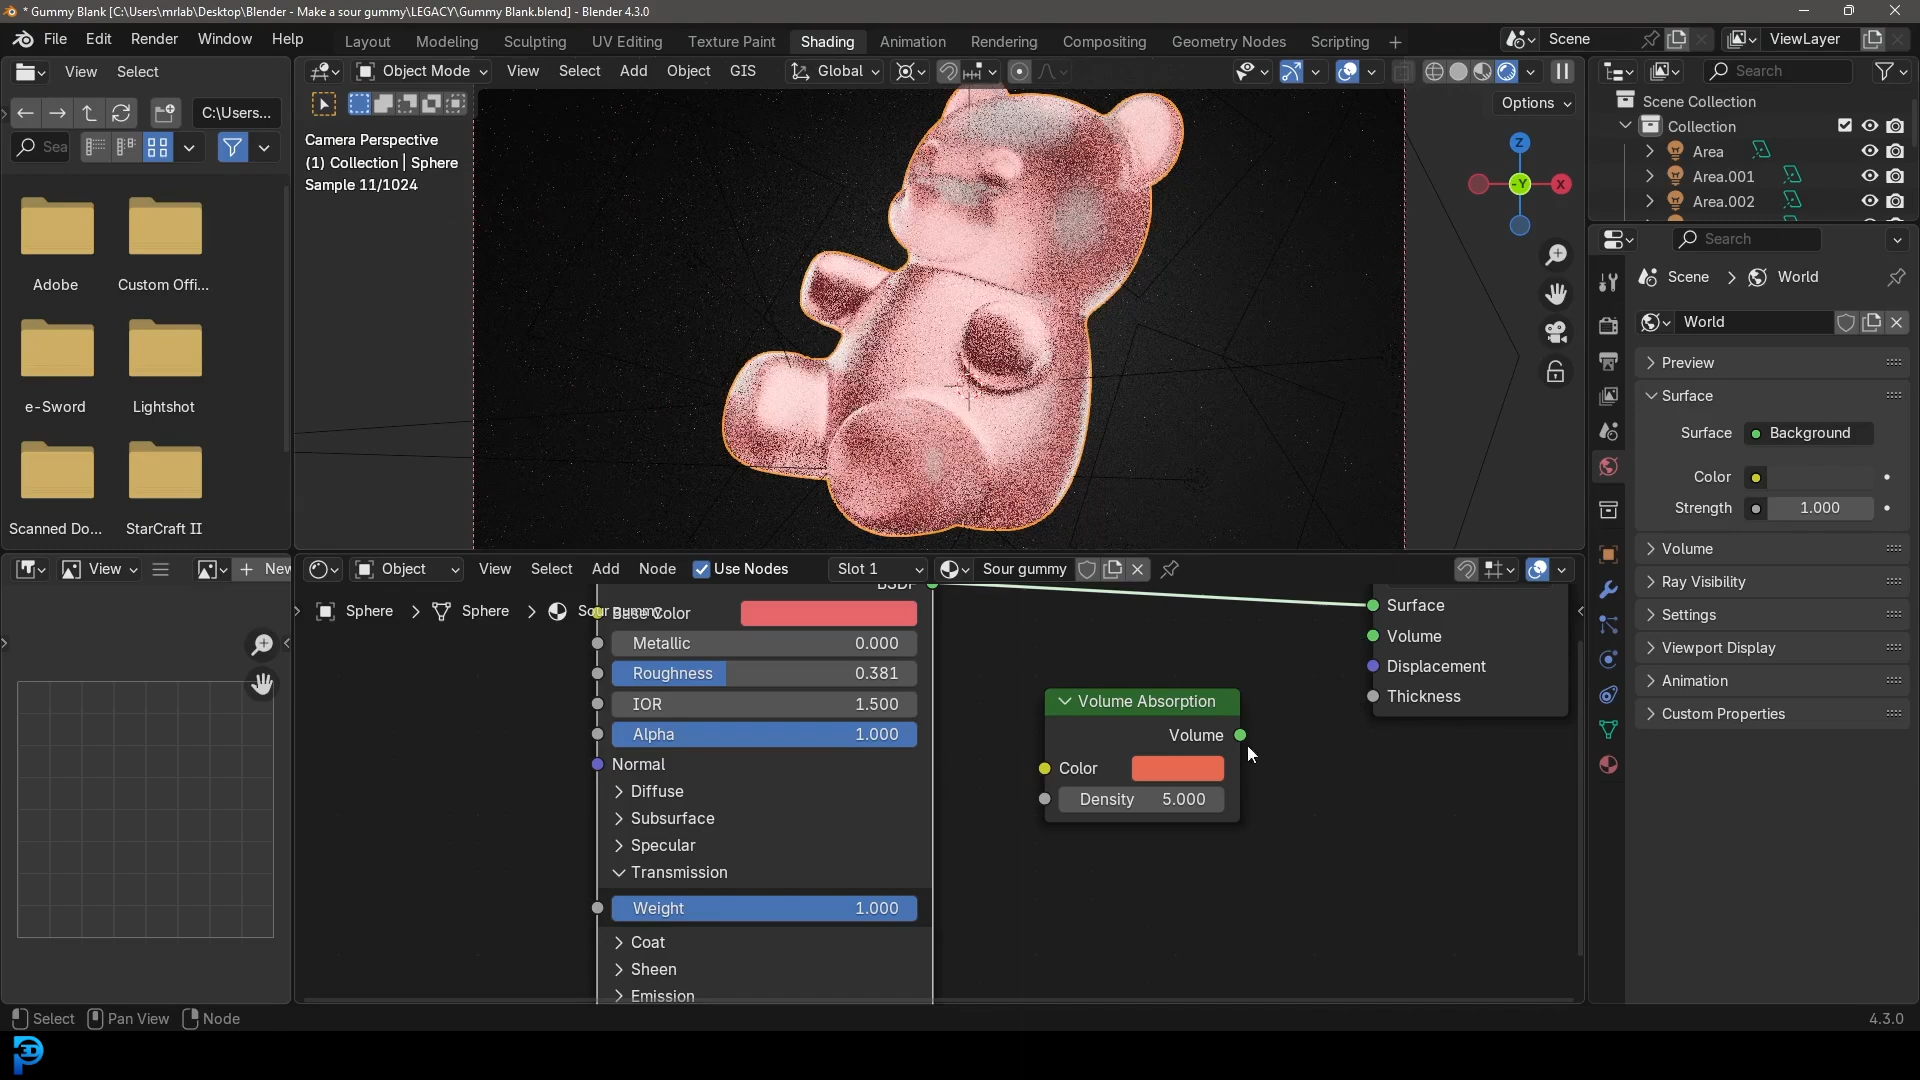 * Gummy Blank [C:\Users\mrlab\Desktop\Blender - Make a sour gummy\LEGACY\Gummy Blank.blend] - Blender 4.3.0
File Edit Render Window Help
Layout Modeling Sculpting UV Editing Texture Paint Shading Animation Rendering Compositing Geometry Nodes Scripting
Scene
ViewLayer
View Select
Object Mode View Select Add Object GIS Global
Search
C:\Users...
Sea
Options
Camera Perspective
(1) Collection | Sphere
Sample 11/1024
Z
-Y
X
Scene Collection
Collection
Area
Area.001
Area.002
Adobe
Custom Offi...
e-Sword
Lightshot
Scanned Do...
StarCraft II
Search
Scene World
World
Preview
Surface
Surface Background
Color
Strength 1.000
Volume
Ray Visibility
Settings
Viewport Display
Animation
Custom Properties
View
New
Object View Select Add Node Use Nodes Slot 1 Sour gummy
Sphere Sphere
BSDF
Base Color
Metallic 0.000
Roughness 0.381
IOR 1.500
Alpha 1.000
Normal
Diffuse
Subsurface
Specular
Transmission
Weight 1.000
Coat
Sheen
Emission
Volume Absorption
Volume
Color
Density 5.000
Surface
Volume
Displacement
Thickness
Select Pan View Node
4.3.0